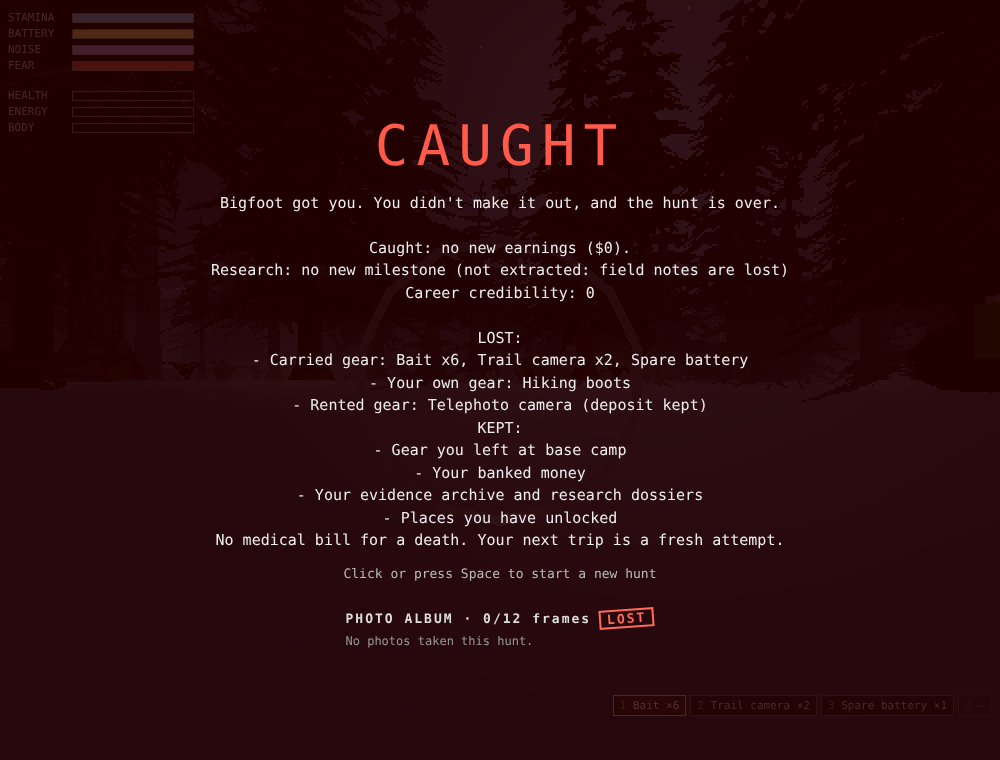 STAMINA
BATTERY
NOISE
FEAR
HEALTH
ENERGY
BODY
CAUGHT
Bigfoot got you. You didn't make it out, and the hunt is over.
Caught: no new earnings ($0).
Research: no new milestone (not extracted: field notes are lost)
Career credibility: 0
LOST:
- Carried gear: Bait x6, Trail camera x2, Spare battery
- Your own gear: Hiking boots
- Rented gear: Telephoto camera (deposit kept)
KEPT:
- Gear you left at base camp
- Your banked money
- Your evidence archive and research dossiers
- Places you have unlocked
No medical bill for a death. Your next trip is a fresh attempt.
Click or press Space to start a new hunt
PHOTO ALBUM · 0/12 frames LOST
No photos taken this hunt.
1 Bait ×6 2 Trail camera ×2 3 Spare battery ×1 4 —